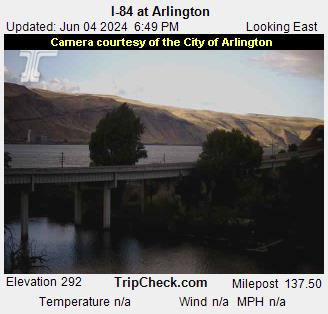 I-84 at Arlington
Updated: Jun 04 2024 6:49 PM Looking East
Camera courtesy of the City of Arlington
Elevation 292 TripCheck.com Milepost 137.50
Temperature n/a Wind n/a MPH n/a